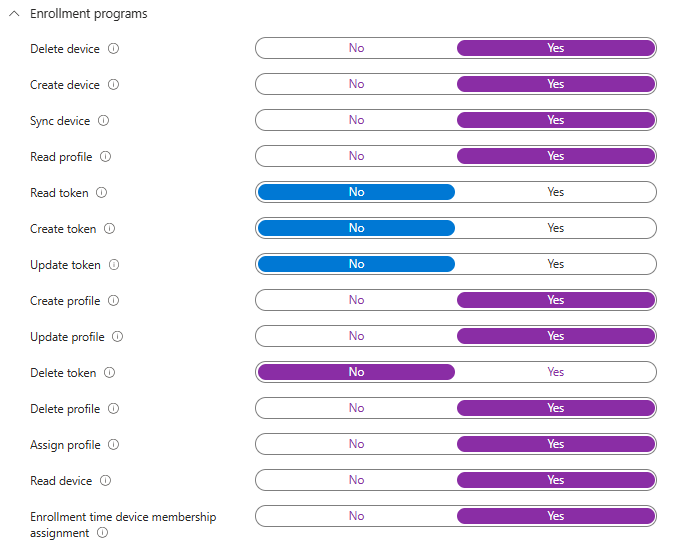 Enrollment programs
Delete device No Yes
Create device No Yes
Sync device No Yes
Read profile No Yes
Read token No Yes
Create token No Yes
Update token No Yes
Create profile No Yes
Update profile No Yes
Delete token No Yes
Delete profile No Yes
Assign profile No Yes
Read device No Yes
Enrollment time device membership No Yes
assignment